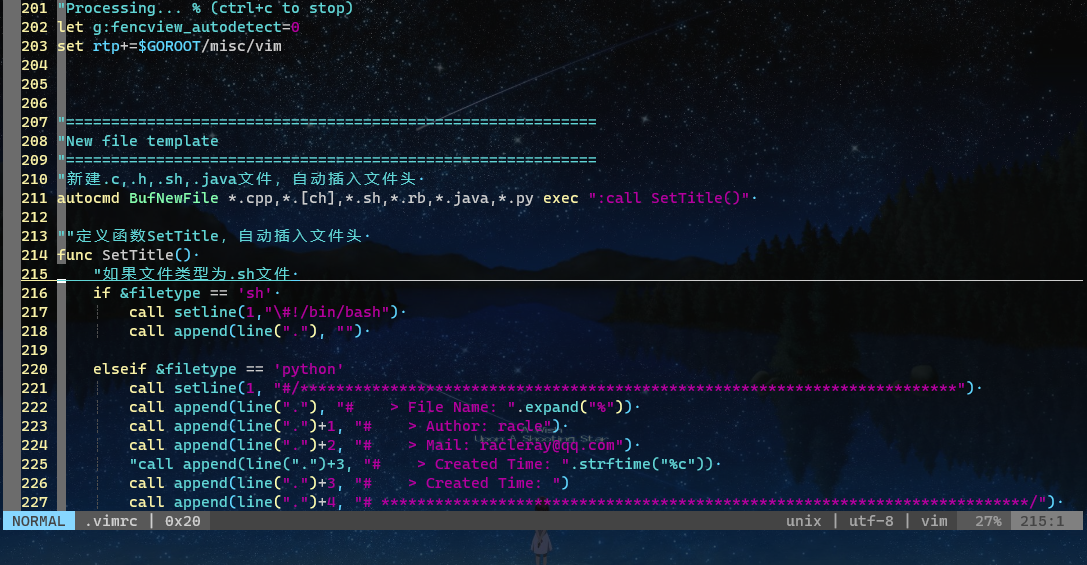 201 "Processing... % (ctrl+c to stop)
202 let g:fencview_autodetect=0
203 set rtp+=$GOROOT/misc/vim
204
205
206
207 "===========================================================
208 "New file template
209 "===========================================================
210 "新建.c,.h,.sh,.java文件，自动插入文件头·
211 autocmd BufNewFile *.cpp,*.[ch],*.sh,*.rb,*.java,*.py exec ":call SetTitle()"·
212
213 ""定义函数SetTitle，自动插入文件头·
214 func SetTitle()·
215     "如果文件类型为.sh文件·
216     if &filetype == 'sh'·
217     ┊   call setline(1,"\#!/bin/bash")·
218     ┊   call append(line("."), "")·
219
220     elseif &filetype == 'python'
221     ┊   call setline(1, "#/*************************************************************************")·
222     ┊   call append(line("."), "#    > File Name: ".expand("%"))·
223     ┊   call append(line(".")+1, "#    > Author: racle")·
224     ┊   call append(line(".")+2, "#    > Mail: racleray@qq.com")·
225     ┊   "call append(line(".")+3, "#    > Created Time: ".strftime("%c"))·
226     ┊   call append(line(".")+3, "#    > Created Time: ")
227     ┊   call append(line(".")+4, "# ************************************************************************/")·
Upon A Shooting Star
NORMAL .vimrc | 0x20 unix | utf-8 | vim 27% 215:1